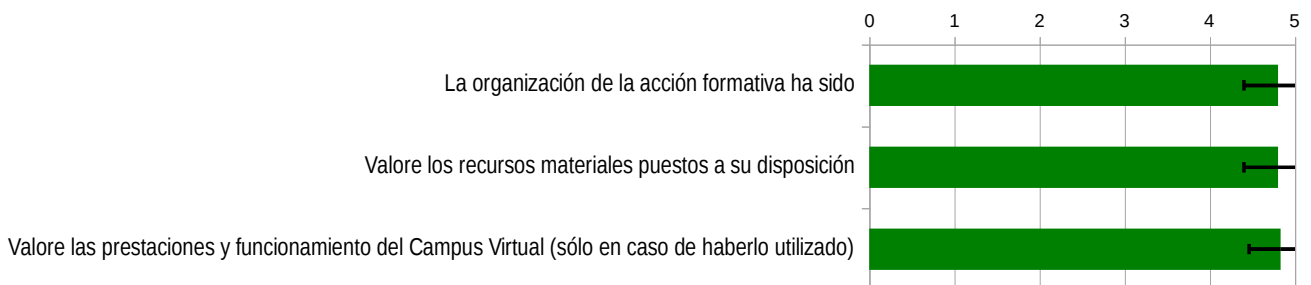 0 1 2 3 4 5
La organización de la acción formativa ha sido
Valore los recursos materiales puestos a su disposición
Valore las prestaciones y funcionamiento del Campus Virtual (sólo en caso de haberlo utilizado)